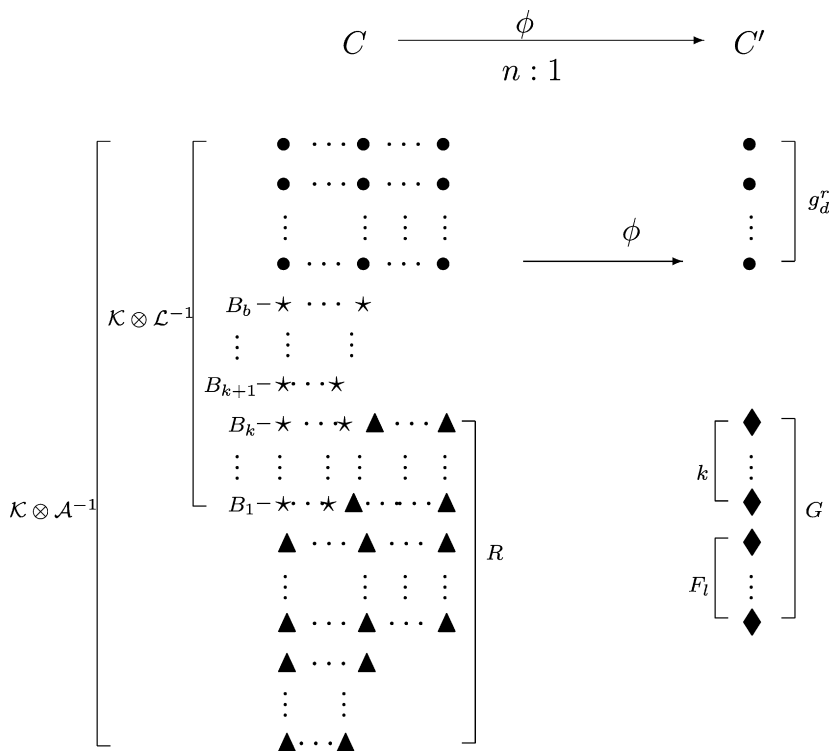 C ϕ C′
n : 1
g_d^r
ϕ
B_b
𝒦 ⊗ ℒ^{-1}
B_{k+1}
B_k
k
B_1
𝒦 ⊗ 𝒜^{-1}
G
R
F_l